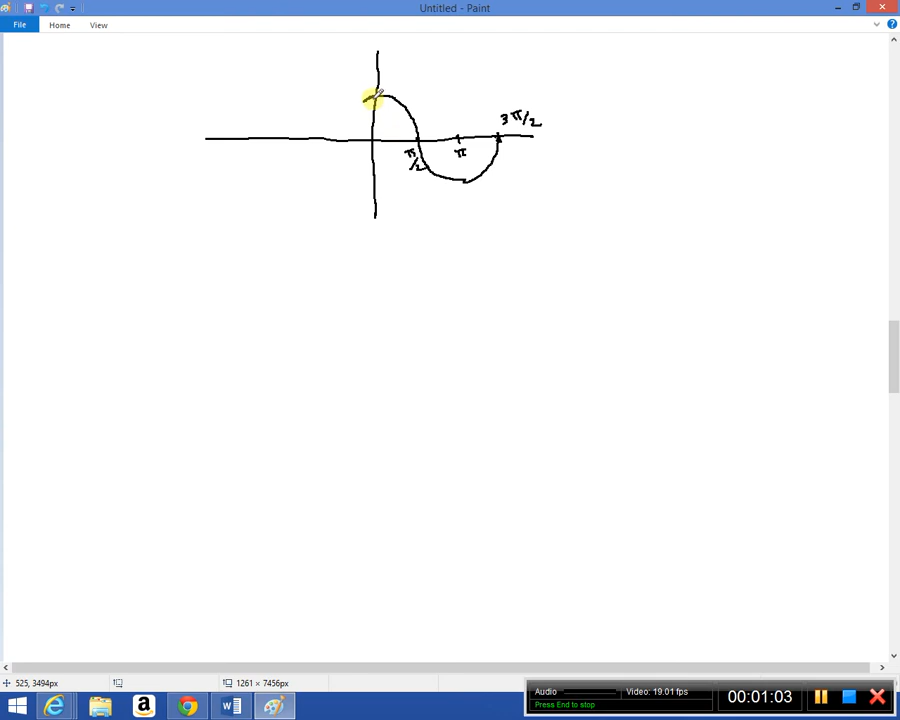 Untitled - Paint
File Home View
3π/2
π
/2
π
525, 3494px
1261 × 7456px
Audio
Video: 19.01 fps
Press End to stop
00:01:03